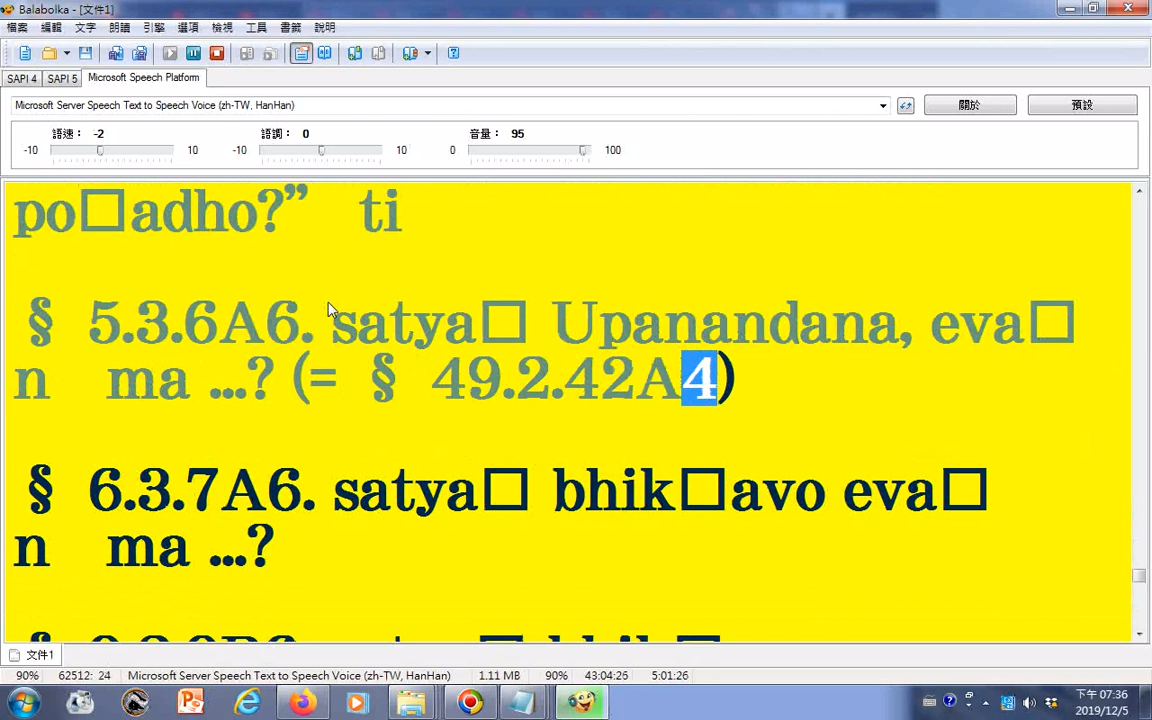 Balabolka - [文件1]
檔案 編輯 文字 朗讀 引擎 選項 檢視 工具 書籤 說明
SAPI 4 SAPI 5 Microsoft Speech Platform
Microsoft Server Speech Text to Speech Voice (zh-TW, HanHan)
關於
預設
語速： -2 語調： 0 音量： 95
-10 10 -10 10 0 100
po□adho?” ti
§ 5.3.6A6. satya□ Upanandana, eva□
n ma ...? (= § 49.2.42A4)
§ 6.3.7A6. satya□ bhik□avo eva□
n ma ...?
文件1
90% 62512: 24 Microsoft Server Speech Text to Speech Voice (zh-TW, HanHan) 1.11 MB 90% 43:04:26 5:01:26
下午 07:36
2019/12/5